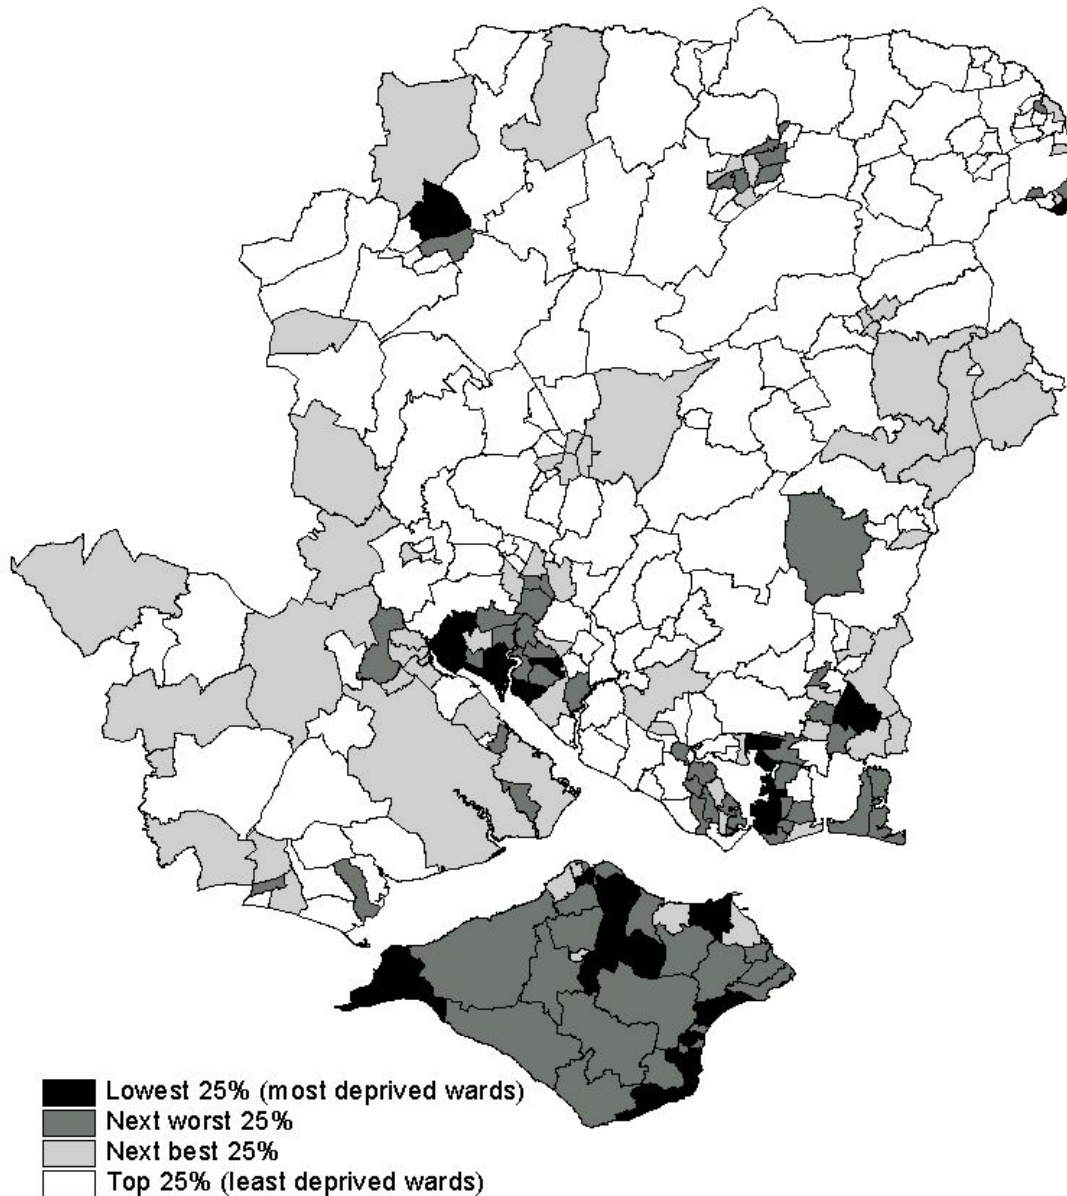 Lowest 25% (most deprived wards)
Next worst 25%
Next best 25%
Top 25% (least deprived wards)